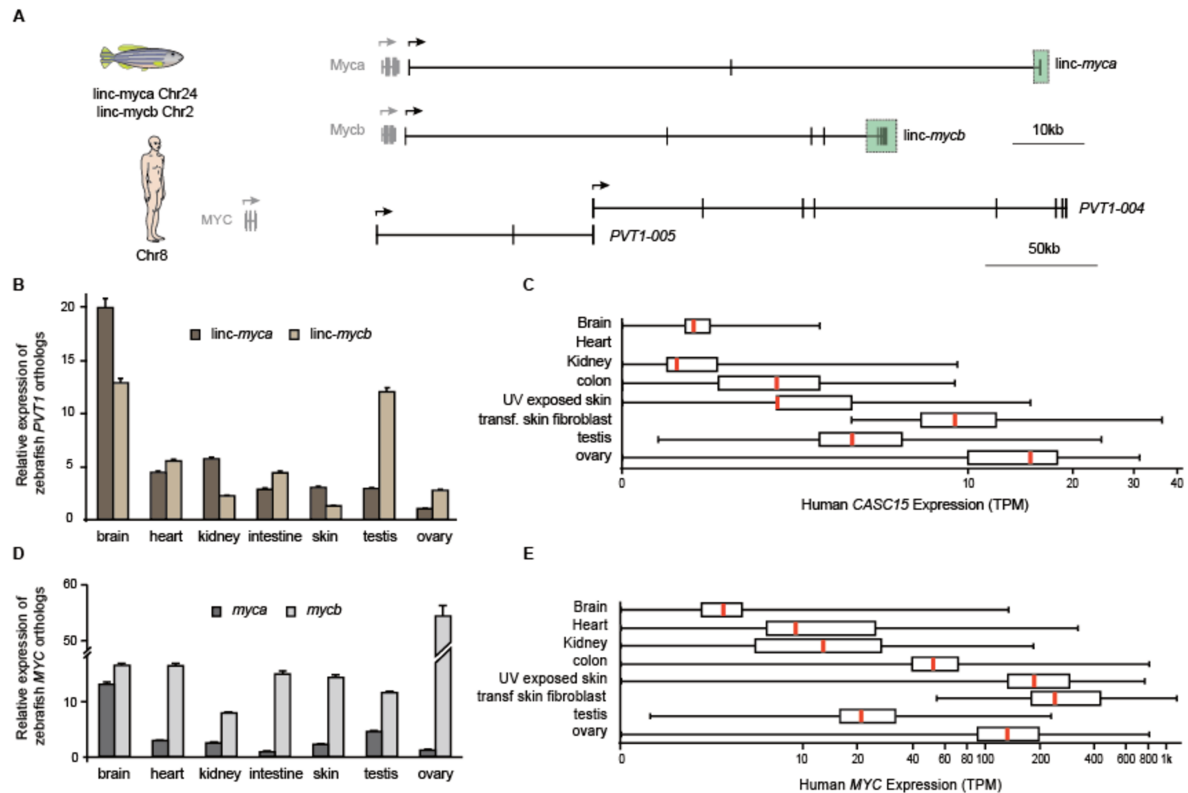 A
Myca
linc-myca
linc-myca Chr24
linc-mycb Chr2
Mycb
linc-mycb
10kb
MYC
PVT1-004
PVT1-005
Chr8
50kb
B
Relative expression of
zebrafish PVT1 orthologs
20
15
10
5
0
linc-myca
linc-mycb
brain heart kidney intestine skin testis ovary
C
Brain
Heart
Kidney
colon
UV exposed skin
transf. skin fibroblast
testis
ovary
0 10 20 30 40
Human CASC15 Expression (TPM)
D
Relative expression of
zebrafish MYC orthologs
60
50
10
0
myca
mycb
brain heart kidney intestine skin testis ovary
E
Brain
Heart
Kidney
colon
UV exposed skin
transf skin fibroblast
testis
ovary
0 10 20 40 60 80 100 200 400 600 800 1k
Human MYC Expression (TPM)